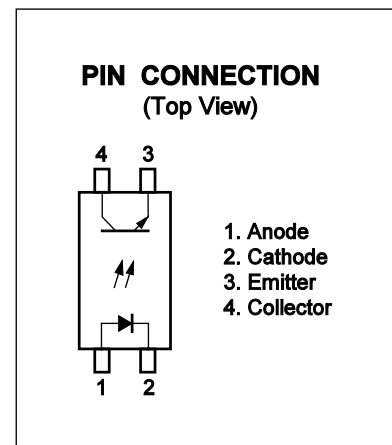 PIN CONNECTION
(Top View)
4 3
1. Anode
2. Cathode
3. Emitter
4. Collector
1 2